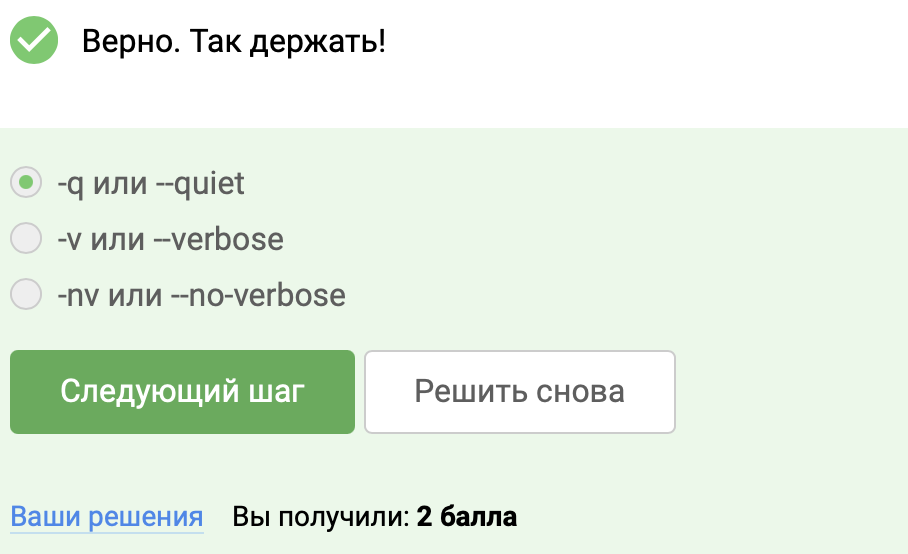 Верно. Так держать!
-q или --quiet
-v или --verbose
-nv или --no-verbose
Следующий шаг
Решить снова
Ваши решения Вы получили: 2 балла